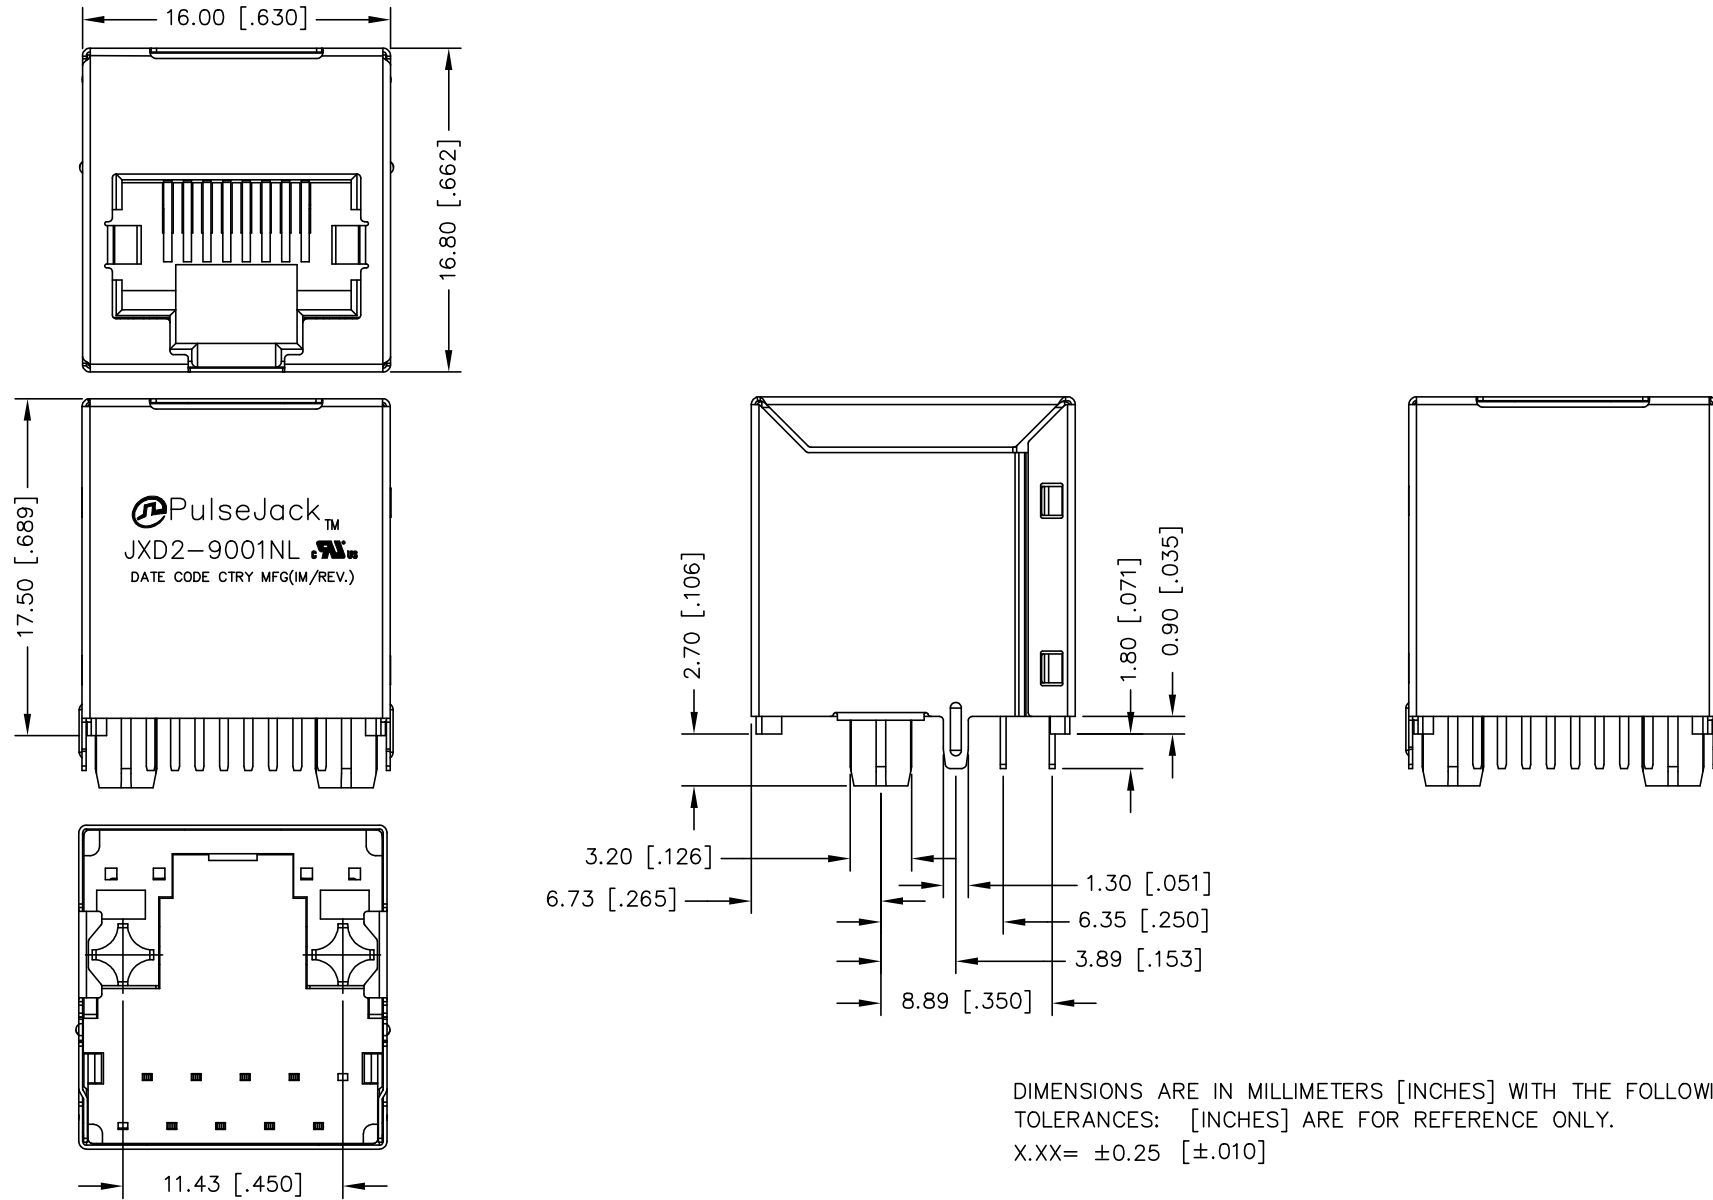 16.00 [.630]
16.80 [.662]
17.50 [.689]
PulseJack TM
JXD2-9001NL c US
DATE CODE CTRY MFG(IM/REV.)
2.70 [.106]
1.80 [.071]
0.90 [.035]
3.20 [.126]
6.73 [.265]
1.30 [.051]
6.35 [.250]
3.89 [.153]
8.89 [.350]
11.43 [.450]
DIMENSIONS ARE IN MILLIMETERS [INCHES] WITH THE FOLLOWI
TOLERANCES: [INCHES] ARE FOR REFERENCE ONLY.
X.XX= ±0.25 [±.010]